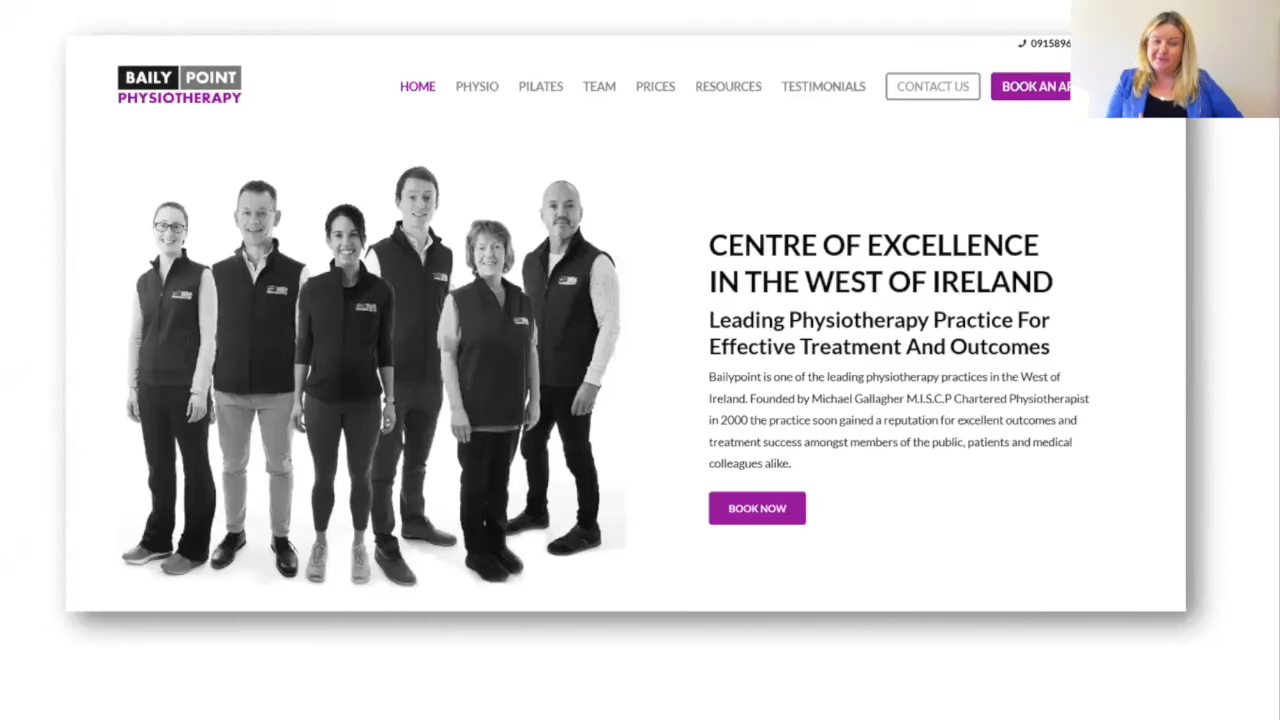 0915896
BAILY POINT
PHYSIOTHERAPY
HOME PHYSIO PILATES TEAM PRICES RESOURCES TESTIMONIALS CONTACT US BOOK AN AP
CENTRE OF EXCELLENCE
IN THE WEST OF IRELAND
Leading Physiotherapy Practice For
Effective Treatment And Outcomes
Bailypoint is one of the leading physiotherapy practices in the West of
Ireland. Founded by Michael Gallagher M.I.S.C.P Chartered Physiotherapist
in 2000 the practice soon gained a reputation for excellent outcomes and
treatment success amongst members of the public, patients and medical
colleagues alike.
BOOK NOW